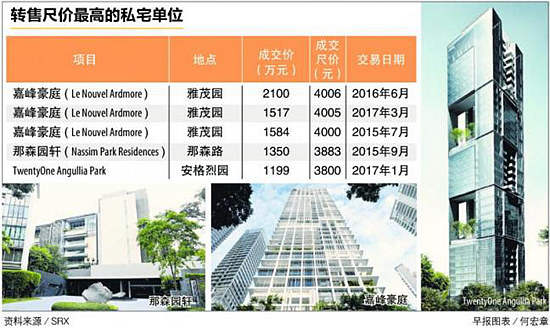 转售尺价最高的私宅单位
项目 地点 成交价（万元） 成交尺价（元） 交易日期
嘉峰豪庭（Le Nouvel Ardmore） 雅茂园 2100 4006 2016年6月
嘉峰豪庭（Le Nouvel Ardmore） 雅茂园 1517 4005 2017年3月
嘉峰豪庭（Le Nouvel Ardmore） 雅茂园 1584 4000 2015年7月
那森园轩（Nassim Park Residences） 那森路 1350 3883 2015年9月
TwentyOne Angullia Park 安格烈园 1199 3800 2017年1月
那森园轩
嘉峰豪庭
TwentyOne Angullia Park
资料来源／SRX
早报图表／何宏章